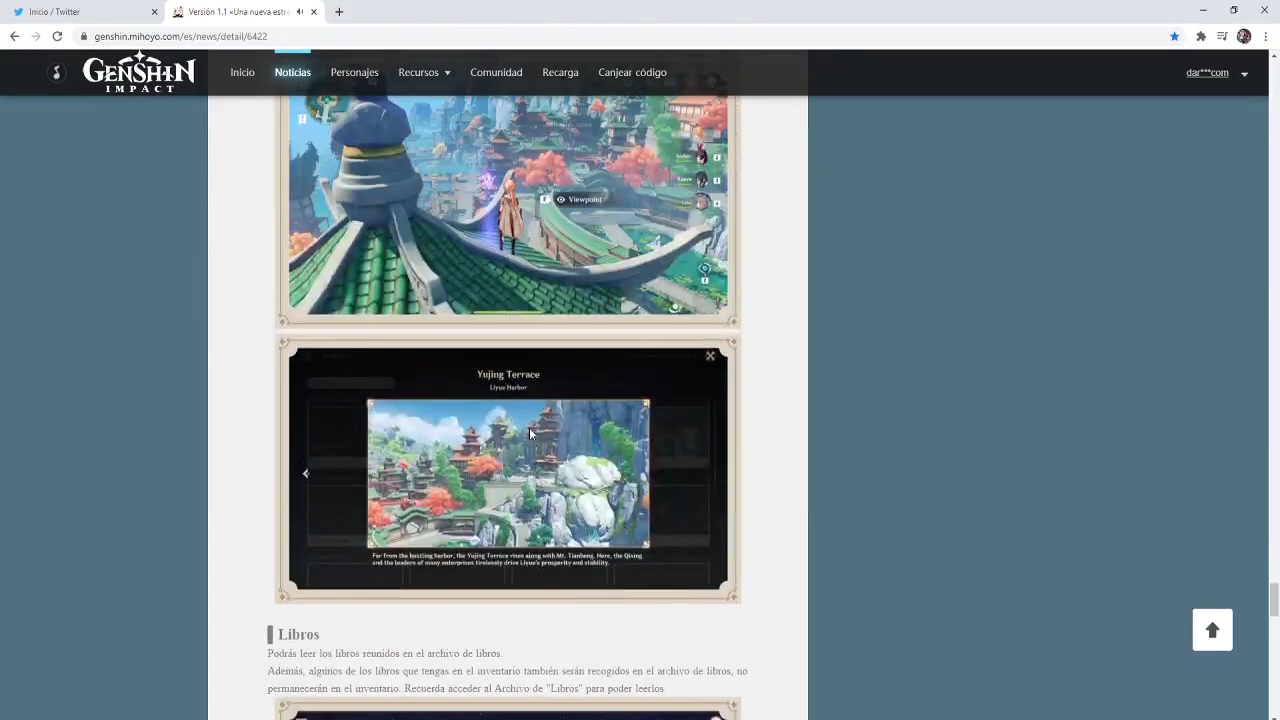 Inicio / Twitter
Versión 1.1 «Una nueva estr
genshin.mihoyo.com/es/news/detail/6422
GENSHIN
IMPACT
Inicio
Noticias
Personajes
Recursos
Comunidad
Recarga
Canjear código
dar***com
F
Viewpoint
Yujing Terrace
Liyue Harbor
Far from the bustling harbor, the Yujing Terrace rises along with Mt. Tianheng. Here, the Qixing
and the leaders of many enterprises tirelessly drive Liyue's prosperity and stability.
Libros
Podrás leer los libros reunidos en el archivo de libros.
Además, algunos de los libros que tengas en el inventario también serán recogidos en el archivo de libros, no
permanecerán en el inventario. Recuerda acceder al Archivo de "Libros" para poder leerlos.